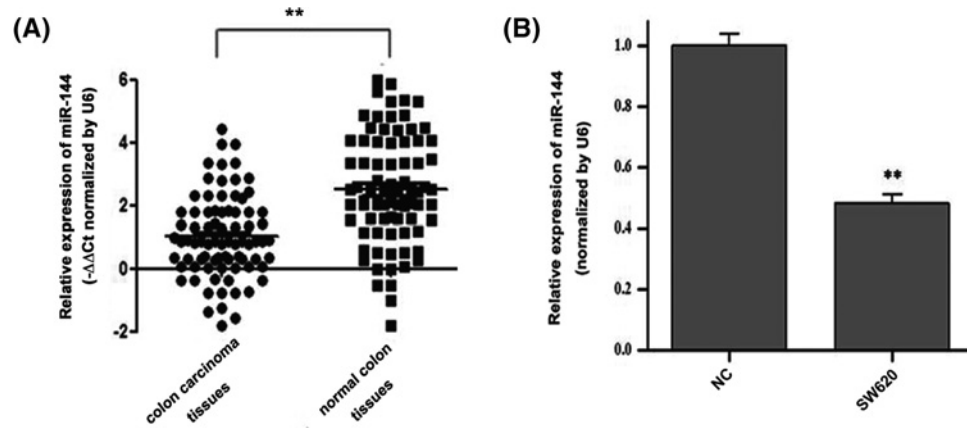 (A)
**
Relative expression of miR-144
(-ΔΔCt normalized by U6)
6
4
2
0
-2
colon carcinoma
tissues
normal colon
tissues
(B)
Relative expression of miR-144
(normalized by U6)
1.0
0.8
0.6
0.4
0.2
0.0
**
NC
SW620